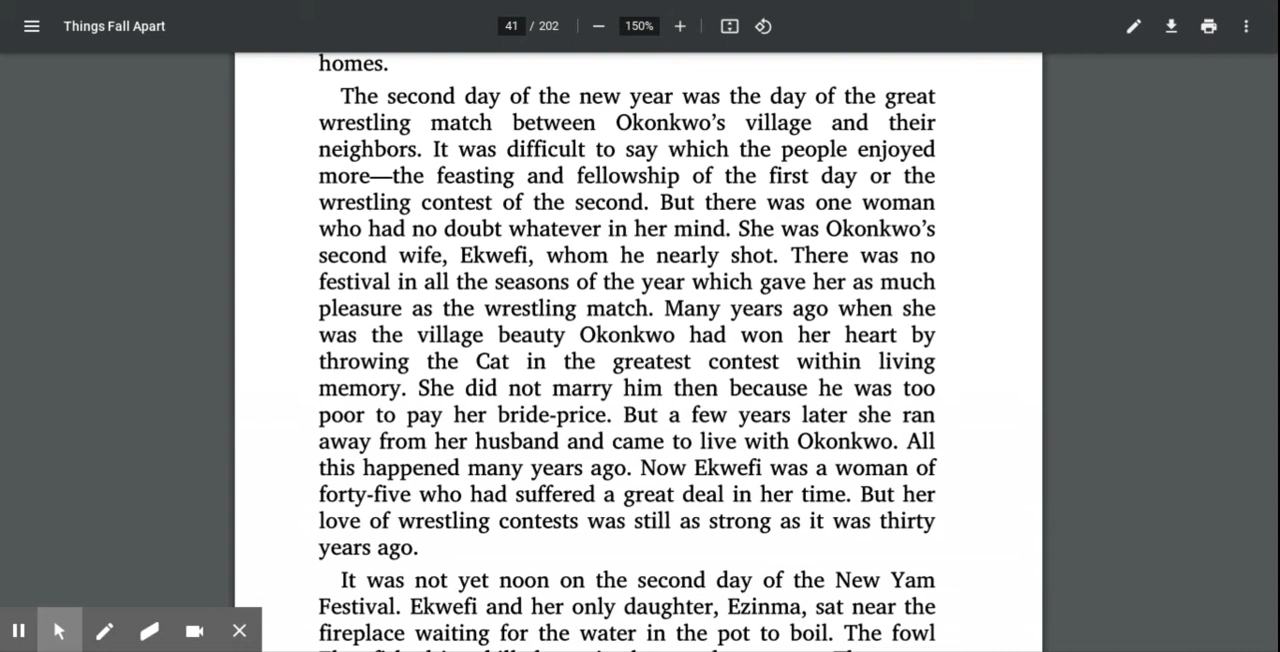 Things Fall Apart
41 / 202
150%
homes.
The second day of the new year was the day of the great
wrestling match between Okonkwo’s village and their
neighbors. It was difficult to say which the people enjoyed
more—the feasting and fellowship of the first day or the
wrestling contest of the second. But there was one woman
who had no doubt whatever in her mind. She was Okonkwo’s
second wife, Ekwefi, whom he nearly shot. There was no
festival in all the seasons of the year which gave her as much
pleasure as the wrestling match. Many years ago when she
was the village beauty Okonkwo had won her heart by
throwing the Cat in the greatest contest within living
memory. She did not marry him then because he was too
poor to pay her bride-price. But a few years later she ran
away from her husband and came to live with Okonkwo. All
this happened many years ago. Now Ekwefi was a woman of
forty-five who had suffered a great deal in her time. But her
love of wrestling contests was still as strong as it was thirty
years ago.
It was not yet noon on the second day of the New Yam
Festival. Ekwefi and her only daughter, Ezinma, sat near the
fireplace waiting for the water in the pot to boil. The fowl